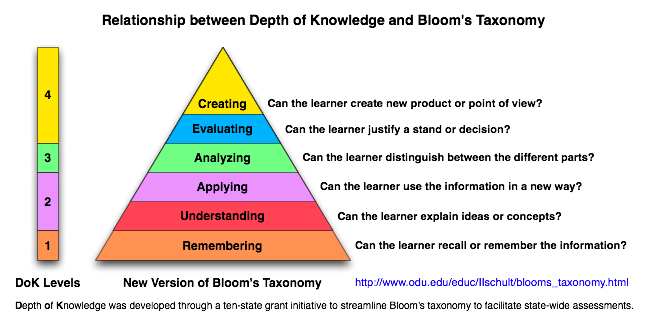 Relationship between Depth of Knowledge and Bloom's Taxonomy
4
Creating Can the learner create new product or point of view?
Evaluating Can the learner justify a stand or decision?
3 Analyzing Can the learner distinguish between the different parts?
Applying Can the learner use the information in a new way?
2
Understanding Can the learner explain ideas or concepts?
1 Remembering Can the learner recall or remember the information?
DoK Levels New Version of Bloom's Taxonomy http://www.odu.edu/educ/llschult/blooms_taxonomy.html
Depth of Knowledge was developed through a ten-state grant initiative to streamline Bloom's taxonomy to facilitate state-wide assessments.